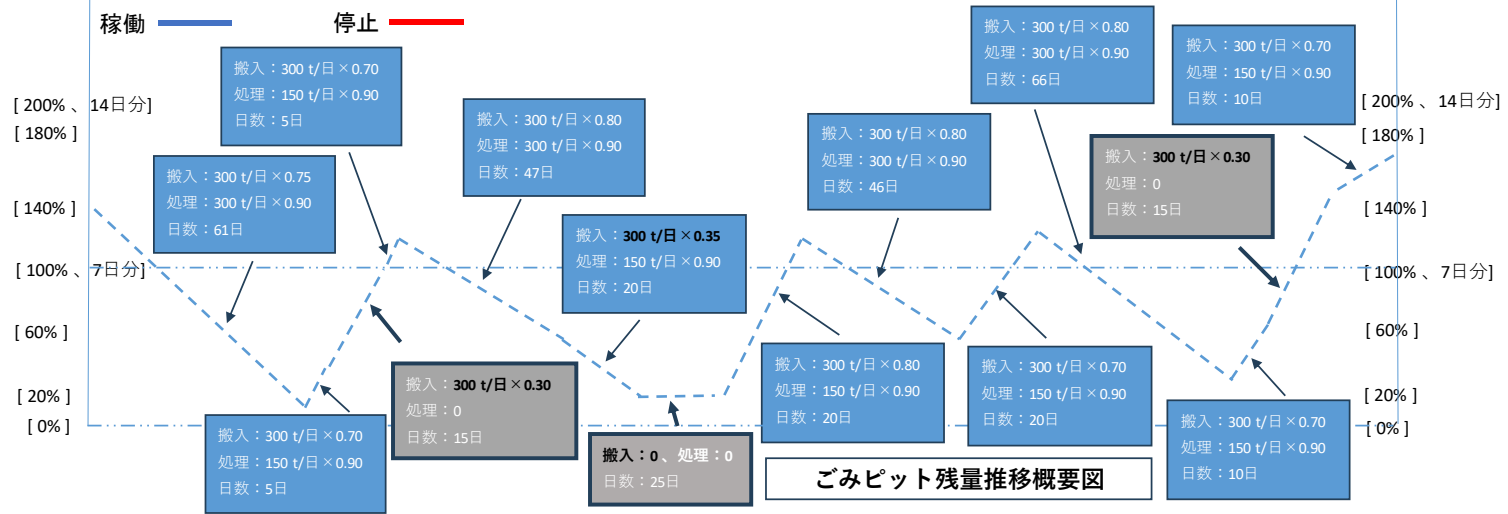 稼働
停止
[ 200% 、14日分]
[ 180% ]
[ 140% ]
[ 100% 、7日分]
[ 60% ]
[ 20% ]
[ 0% ]
搬入：300 t/日×0.75
処理：300 t/日×0.90
日数：61日
搬入：300 t/日×0.70
処理：150 t/日×0.90
日数：5日
搬入：300 t/日×0.70
処理：150 t/日×0.90
日数：5日
搬入：300 t/日×0.30
処理：0
日数：15日
搬入：300 t/日×0.80
処理：300 t/日×0.90
日数：47日
搬入：300 t/日×0.35
処理：150 t/日×0.90
日数：20日
搬入：0 、処理：0
日数：25日
搬入：300 t/日×0.80
処理：150 t/日×0.90
日数：20日
搬入：300 t/日×0.80
処理：300 t/日×0.90
日数：46日
搬入：300 t/日×0.70
処理：150 t/日×0.90
日数：20日
搬入：300 t/日×0.80
処理：300 t/日×0.90
日数：66日
搬入：300 t/日×0.70
処理：150 t/日×0.90
日数：10日
搬入：300 t/日×0.30
処理：0
日数：15日
搬入：300 t/日×0.70
処理：150 t/日×0.90
日数：10日
[ 200% 、14日分]
[ 180% ]
[ 140% ]
[ 100% 、7日分]
[ 60% ]
[ 20% ]
[ 0% ]
ごみピット残量推移概要図